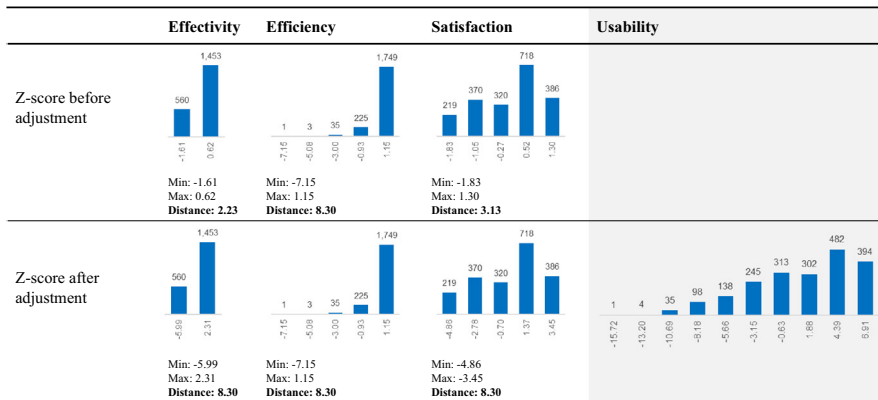 Effectivity Efficiency Satisfaction Usability
Z-score before adjustment
560 1,453
-1.61 0.62
Min: -1.61
Max: 0.62
Distance: 2.23
1 3 35 225 1,749
-7.15 -5.08 -3.00 -0.93 1.15
Min: -7.15
Max: 1.15
Distance: 8.30
219 370 320 718 386
-1.83 -1.05 -0.27 0.52 1.30
Min: -1.83
Max: 1.30
Distance: 3.13
Z-score after adjustment
560 1,453
-5.99 2.31
Min: -5.99
Max: 2.31
Distance: 8.30
1 3 35 225 1,749
-7.15 -5.08 -3.00 -0.93 1.15
Min: -7.15
Max: 1.15
Distance: 8.30
219 370 320 718 386
-4.86 -2.78 -0.70 1.37 3.45
Min: -4.86
Max: -3.45
Distance: 8.30
1 4 35 98 138 245 313 302 482 394
-15.72 -13.20 -10.69 -8.18 -5.66 -3.15 -0.63 1.88 4.39 6.91